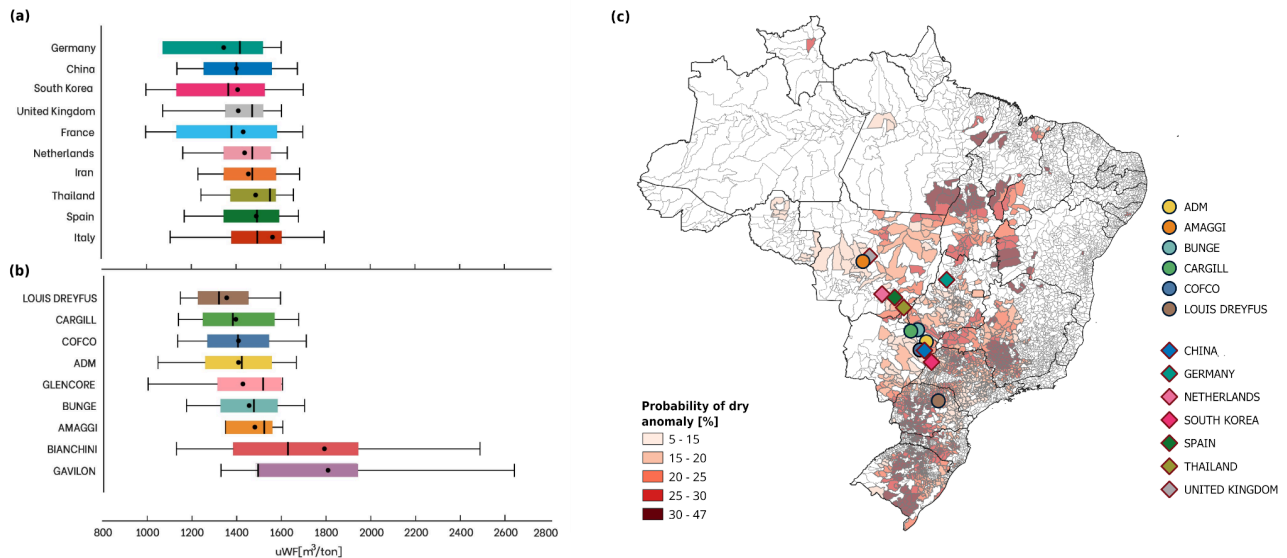 (a)
Germany
China
South Korea
United Kingdom
France
Netherlands
Iran
Thailand
Spain
Italy
(b)
LOUIS DREYFUS
CARGILL
COFCO
ADM
GLENCORE
BUNGE
AMAGGI
BIANCHINI
GAVILON
800 1000 1200 1400 1600 1800 2000 2200 2400 2600 2800
uWF[m³/ton]
(c)
Probability of dry
anomaly [%]
5 - 15
15 - 20
20 - 25
25 - 30
30 - 47
ADM
AMAGGI
BUNGE
CARGILL
COFCO
LOUIS DREYFUS
CHINA
GERMANY
NETHERLANDS
SOUTH KOREA
SPAIN
THAILAND
UNITED KINGDOM